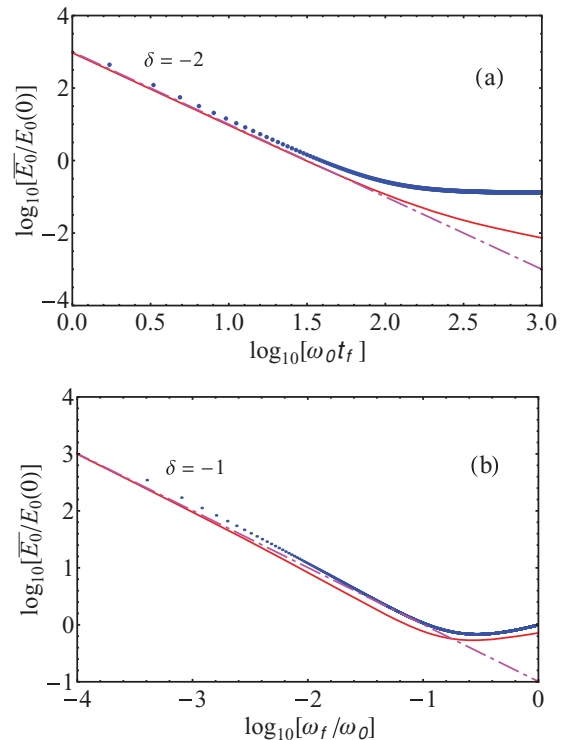 4
2
0
−2
−4
δ = −2
(a)
log₁₀[E̅₀/E₀(0)]
0.0 0.5 1.0 1.5 2.0 2.5 3.0
log₁₀[ω₀t_f]
4
3
2
1
0
−1
δ = −1
(b)
log₁₀[E̅₀/E₀(0)]
−4 −3 −2 −1 0
log₁₀[ω_f/ω₀]